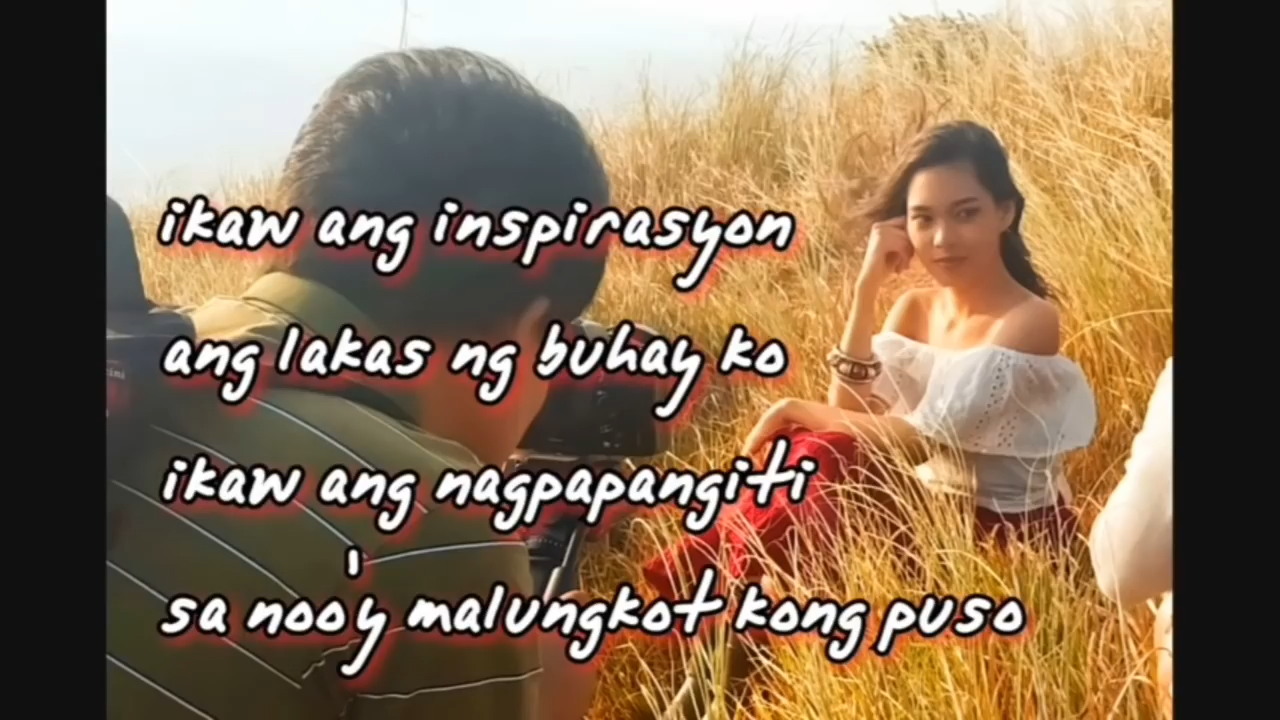 ikaw ang inspirasyon
ang lakas ng buhay ko
ikaw ang nagpapangiti
sa noo'y malungkot kong puso